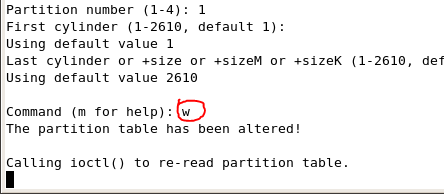 Partition number (1-4): 1
First cylinder (1-2610, default 1):
Using default value 1
Last cylinder or +size or +sizeM or +sizeK (1-2610, def
Using default value 2610
Command (m for help): w
The partition table has been altered!
Calling ioctl() to re-read partition table.